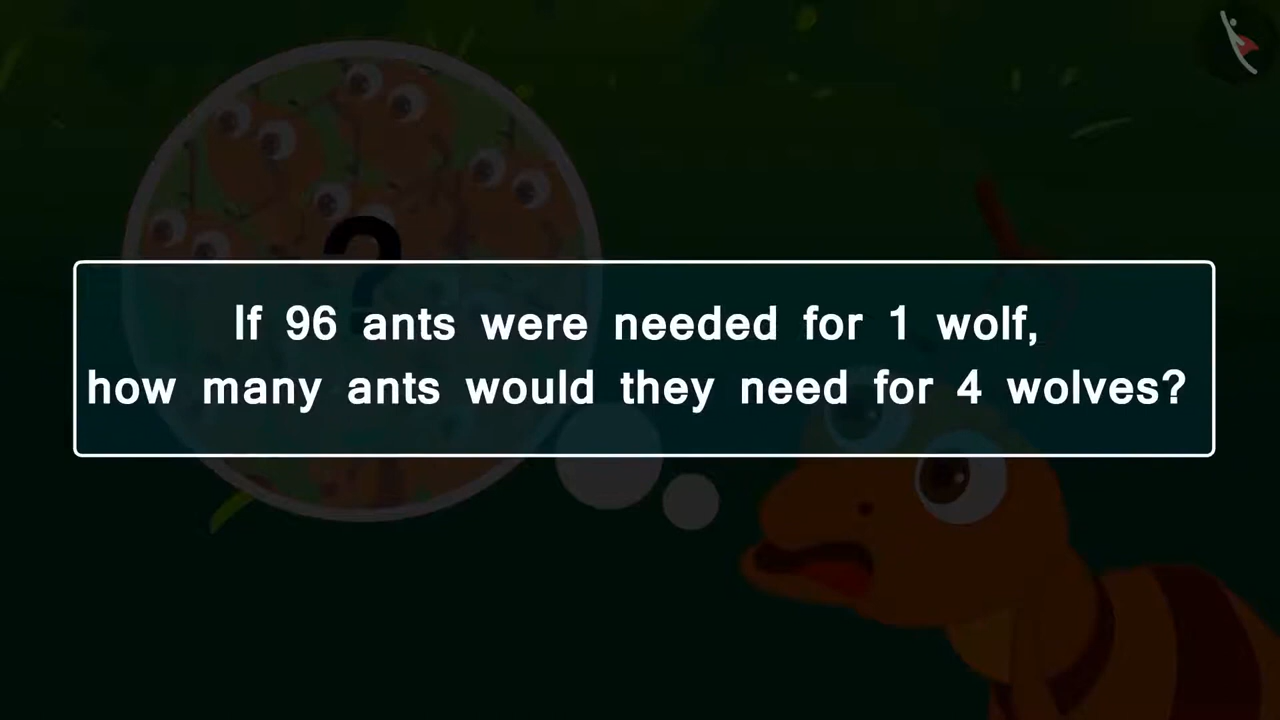 If 96 ants were needed for 1 wolf,
how many ants would they need for 4 wolves?
?